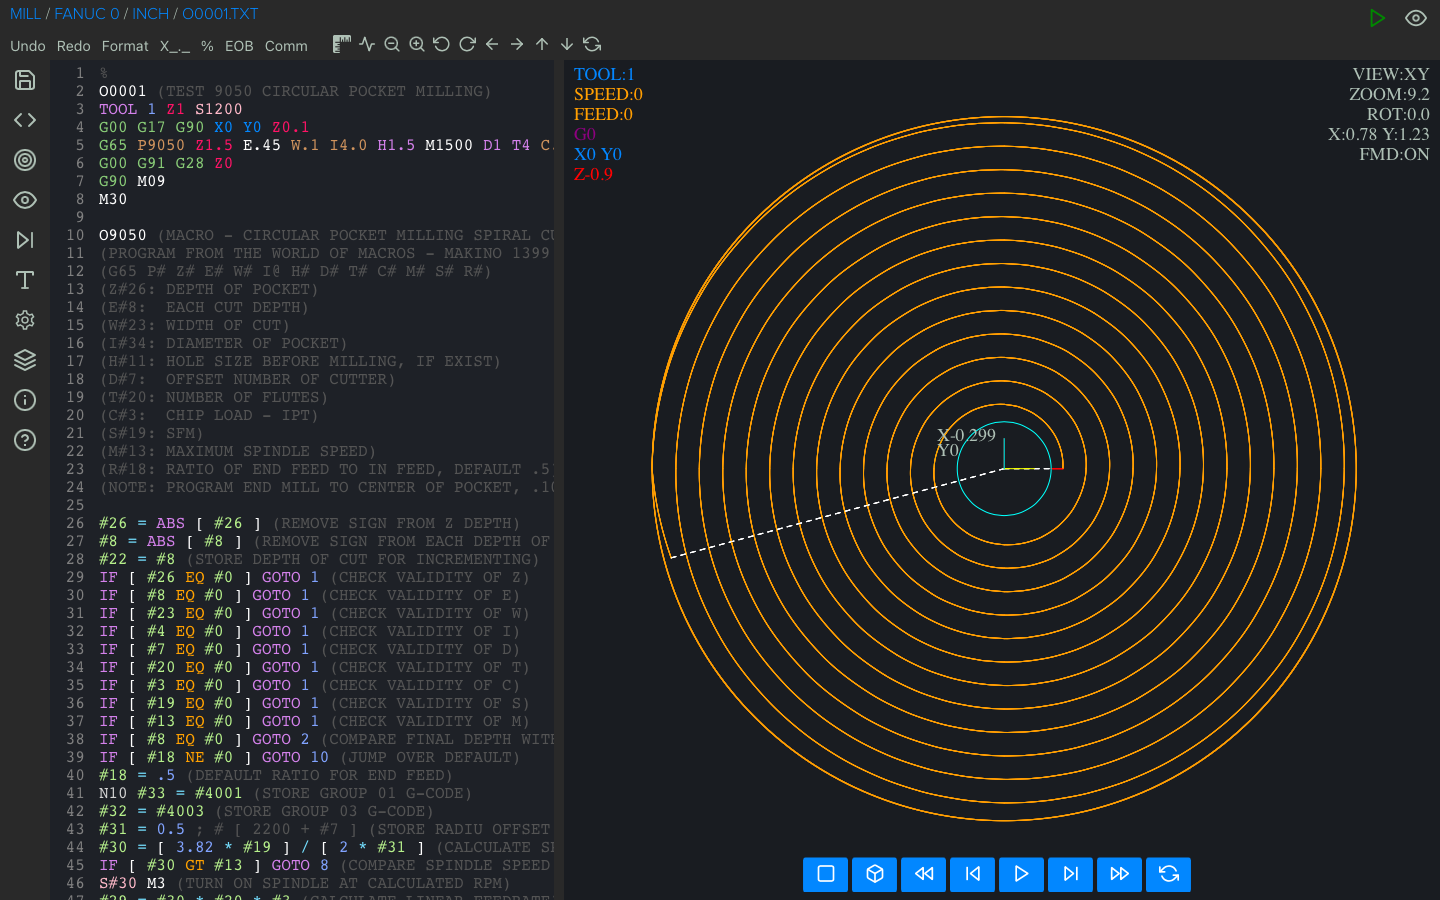 MILL / FANUC 0 / INCH / O0001.TXT
Undo Redo Format X_._ % EOB Comm
1 %
2 O0001 (TEST 9050 CIRCULAR POCKET MILLING)
3 TOOL 1 Z1 S1200
4 G00 G17 G90 X0 Y0 Z0.1
5 G65 P9050 Z1.5 E.45 W.1 I4.0 H1.5 M1500 D1 T4 C.
6 G00 G91 G28 Z0
7 G90 M09
8 M30
9
10 O9050 (MACRO - CIRCULAR POCKET MILLING SPIRAL CU
11 (PROGRAM FROM THE WORLD OF MACROS - MAKINO 1399
12 (G65 P# Z# E# W# I@ H# D# T# C# M# S# R#)
13 (Z#26: DEPTH OF POCKET)
14 (E#8:  EACH CUT DEPTH)
15 (W#23: WIDTH OF CUT)
16 (I#34: DIAMETER OF POCKET)
17 (H#11: HOLE SIZE BEFORE MILLING, IF EXIST)
18 (D#7:  OFFSET NUMBER OF CUTTER)
19 (T#20: NUMBER OF FLUTES)
20 (C#3:  CHIP LOAD - IPT)
21 (S#19: SFM)
22 (M#13: MAXIMUM SPINDLE SPEED)
23 (R#18: RATIO OF END FEED TO IN FEED, DEFAULT .5
24 (NOTE: PROGRAM END MILL TO CENTER OF POCKET, .10
25
26 #26 = ABS [ #26 ] (REMOVE SIGN FROM Z DEPTH)
27 #8 = ABS [ #8 ] (REMOVE SIGN FROM EACH DEPTH OF
28 #22 = #8 (STORE DEPTH OF CUT FOR INCREMENTING)
29 IF [ #26 EQ #0 ] GOTO 1 (CHECK VALIDITY OF Z)
30 IF [ #8 EQ #0 ] GOTO 1 (CHECK VALIDITY OF E)
31 IF [ #23 EQ #0 ] GOTO 1 (CHECK VALIDITY OF W)
32 IF [ #4 EQ #0 ] GOTO 1 (CHECK VALIDITY OF I)
33 IF [ #7 EQ #0 ] GOTO 1 (CHECK VALIDITY OF D)
34 IF [ #20 EQ #0 ] GOTO 1 (CHECK VALIDITY OF T)
35 IF [ #3 EQ #0 ] GOTO 1 (CHECK VALIDITY OF C)
36 IF [ #19 EQ #0 ] GOTO 1 (CHECK VALIDITY OF S)
37 IF [ #13 EQ #0 ] GOTO 1 (CHECK VALIDITY OF M)
38 IF [ #8 EQ #0 ] GOTO 2 (COMPARE FINAL DEPTH WITH
39 IF [ #18 NE #0 ] GOTO 10 (JUMP OVER DEFAULT)
40 #18 = .5 (DEFAULT RATIO FOR END FEED)
41 N10 #33 = #4001 (STORE GROUP 01 G-CODE)
42 #32 = #4003 (STORE GROUP 03 G-CODE)
43 #31 = 0.5 ; # [ 2200 + #7 ] (STORE RADIU OFFSET
44 #30 = [ 3.82 * #19 ] / [ 2 * #31 ] (CALCULATE S
45 IF [ #30 GT #13 ] GOTO 8 (COMPARE SPINDLE SPEED
46 S#30 M3 (TURN ON SPINDLE AT CALCULATED RPM)
47 #29 = #30 * #20 * #3 (CALCULATE LINEAR FEEDRATE
TOOL:1
SPEED:0
FEED:0
G0
X0 Y0
Z-0.9
VIEW:XY
ZOOM:9.2
ROT:0.0
X:0.78 Y:1.23
FMD:ON
X-0.299
Y0